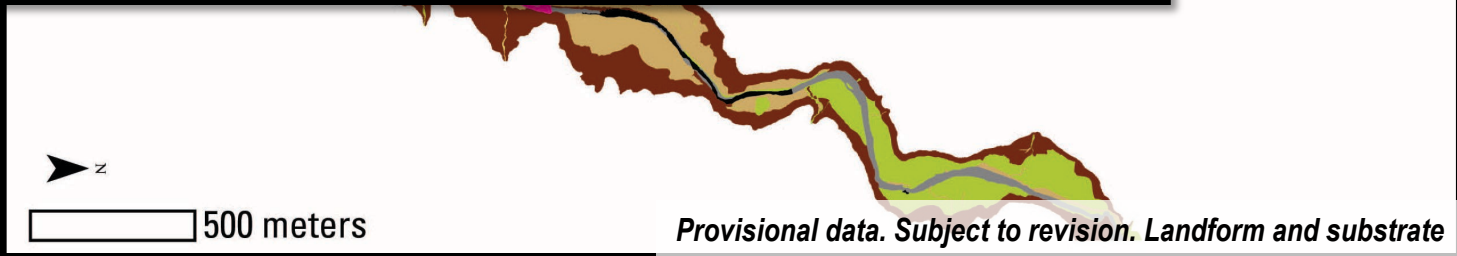 N
500 meters
Provisional data. Subject to revision. Landform and substrate